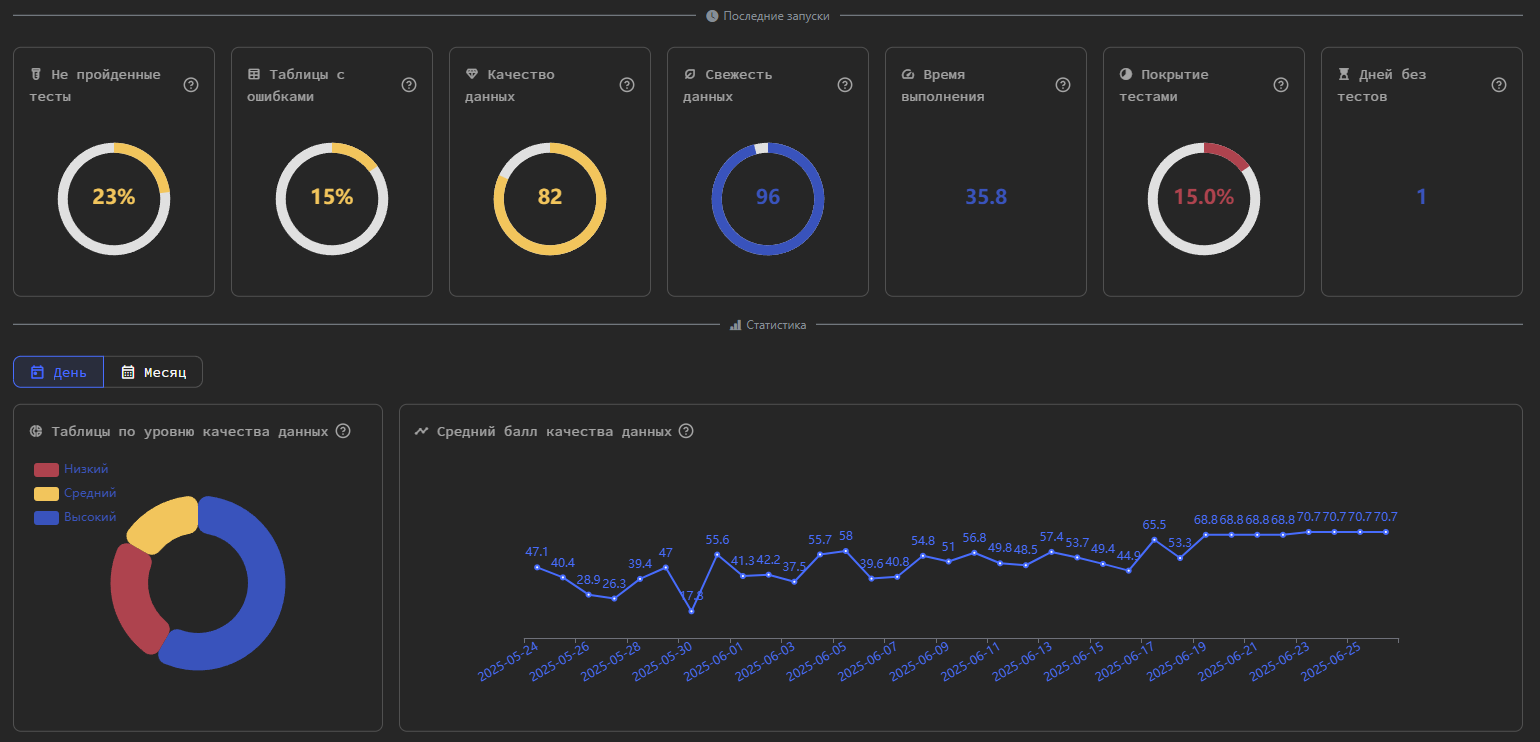 Последние запуски
Не пройденные
тесты
23%
Таблицы с
ошибками
15%
Качество
данных
82
Свежесть
данных
96
Время
выполнения
35.8
Покрытие
тестами
15.0%
Дней без
тестов
1
Статистика
День
Месяц
Таблицы по уровню качества данных
Низкий
Средний
Высокий
Средний балл качества данных
47.1 40.4 28.9 26.3 39.4 47 17.8 55.6 41.3 42.2 37.5 55.7 58 39.6 40.8 54.8 51 56.8 49.8 48.5 57.4 53.7 49.4 44.9 65.5 53.3 68.8 68.8 68.8 68.8 70.7 70.7 70.7 70.7
2025-05-24 2025-05-26 2025-05-28 2025-05-30 2025-06-01 2025-06-03 2025-06-05 2025-06-07 2025-06-09 2025-06-11 2025-06-13 2025-06-15 2025-06-17 2025-06-19 2025-06-21 2025-06-23 2025-06-25